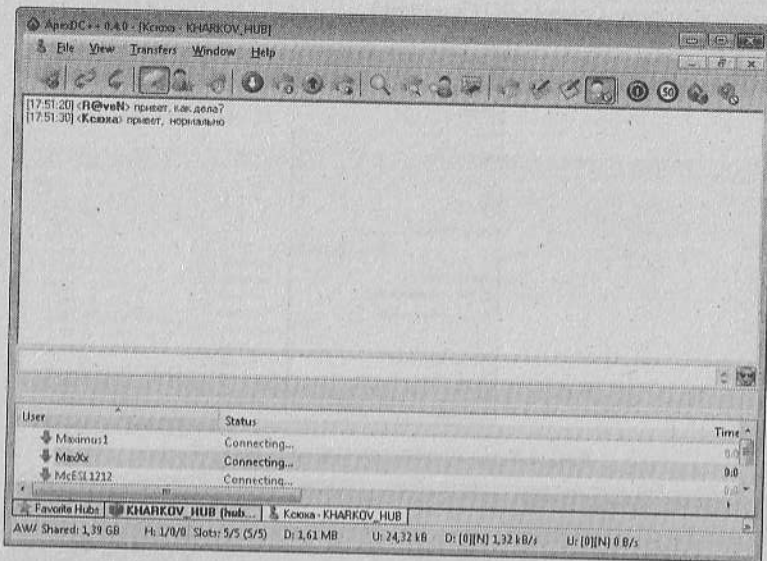 ApexDC++ 0.4.0 - [Ксюха - KHARKOV_HUB]
File View Transfers Window Help
[17:51:20] <R@veN> привет, как дела?
[17:51:30] <Ксюха> привет, нормально
User Status Time
Maximus1 Connecting...
MaxXx Connecting... 0:0
McESL1212 Connecting...
Favorite Hubs KHARKOV_HUB (hub... Ксюха - KHARKOV_HUB
AWA Shared: 1,39 GB H: 1/0/0 Slots: 5/5 (5/5) D: 1,61 MB U: 24,32 kB D: [0][N] 1,32 kB/s U: [0][N] 0 B/s